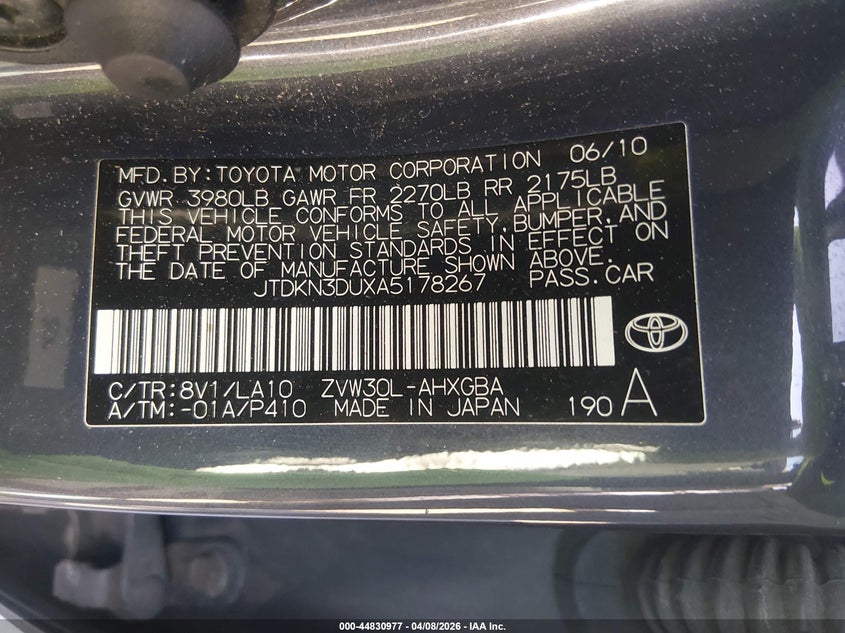 MFD. BY: TOYOTA MOTOR CORPORATION 06/10
GVWR 3980LB GAWR FR 2270LB RR 2175LB
THIS VEHICLE CONFORMS TO ALL APPLICABLE
FEDERAL MOTOR VEHICLE SAFETY, BUMPER, AND
THEFT PREVENTION STANDARDS IN EFFECT ON
THE DATE OF MANUFACTURE SHOWN ABOVE.
JTDKN3DUXA5178267 PASS. CAR
C/TR: 8V1/LA10 ZVW30L-AHXGBA
A/TM: -01A/P410 MADE IN JAPAN 190 A
000-44830977 - 04/08/2026 - IAA Inc.